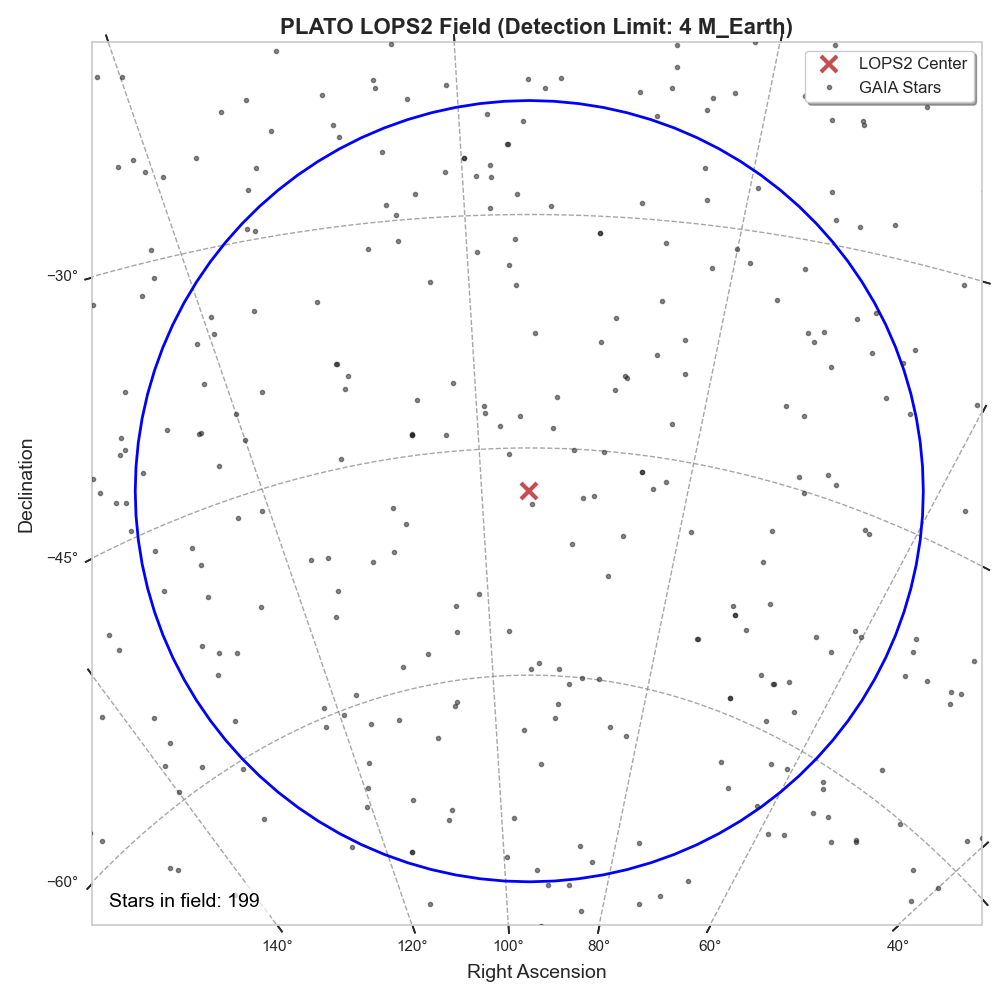 PLATO LOPS2 Field (Detection Limit: 4 M_Earth)
LOPS2 Center
GAIA Stars
−30°
−45°
−60°
Declination
Stars in field: 199
140°
120°
100°
80°
60°
40°
Right Ascension